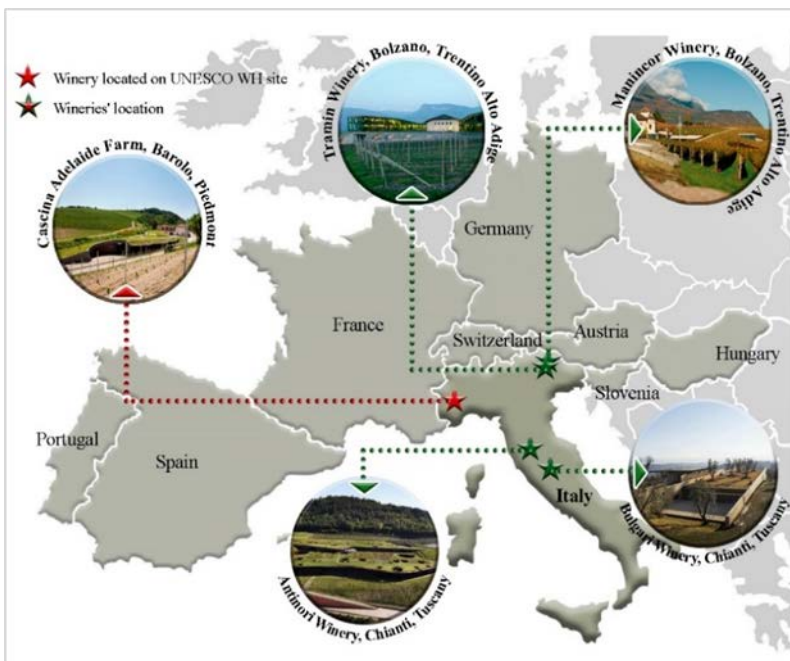 Winery located on UNESCO WH site
Wineries' location
Tramin Winery, Bolzano, Trentino Alto Adige
Manincor Winery, Bolzano, Trentino Alto Adige
Cascina Adelaide Farm, Barolo, Piedmont
Germany
France
Switzerland
Austria
Hungary
Slovenia
Portugal
Spain
Italy
Antinori Winery, Chianti, Tuscany
Bulgari Winery, Chianti, Tuscany